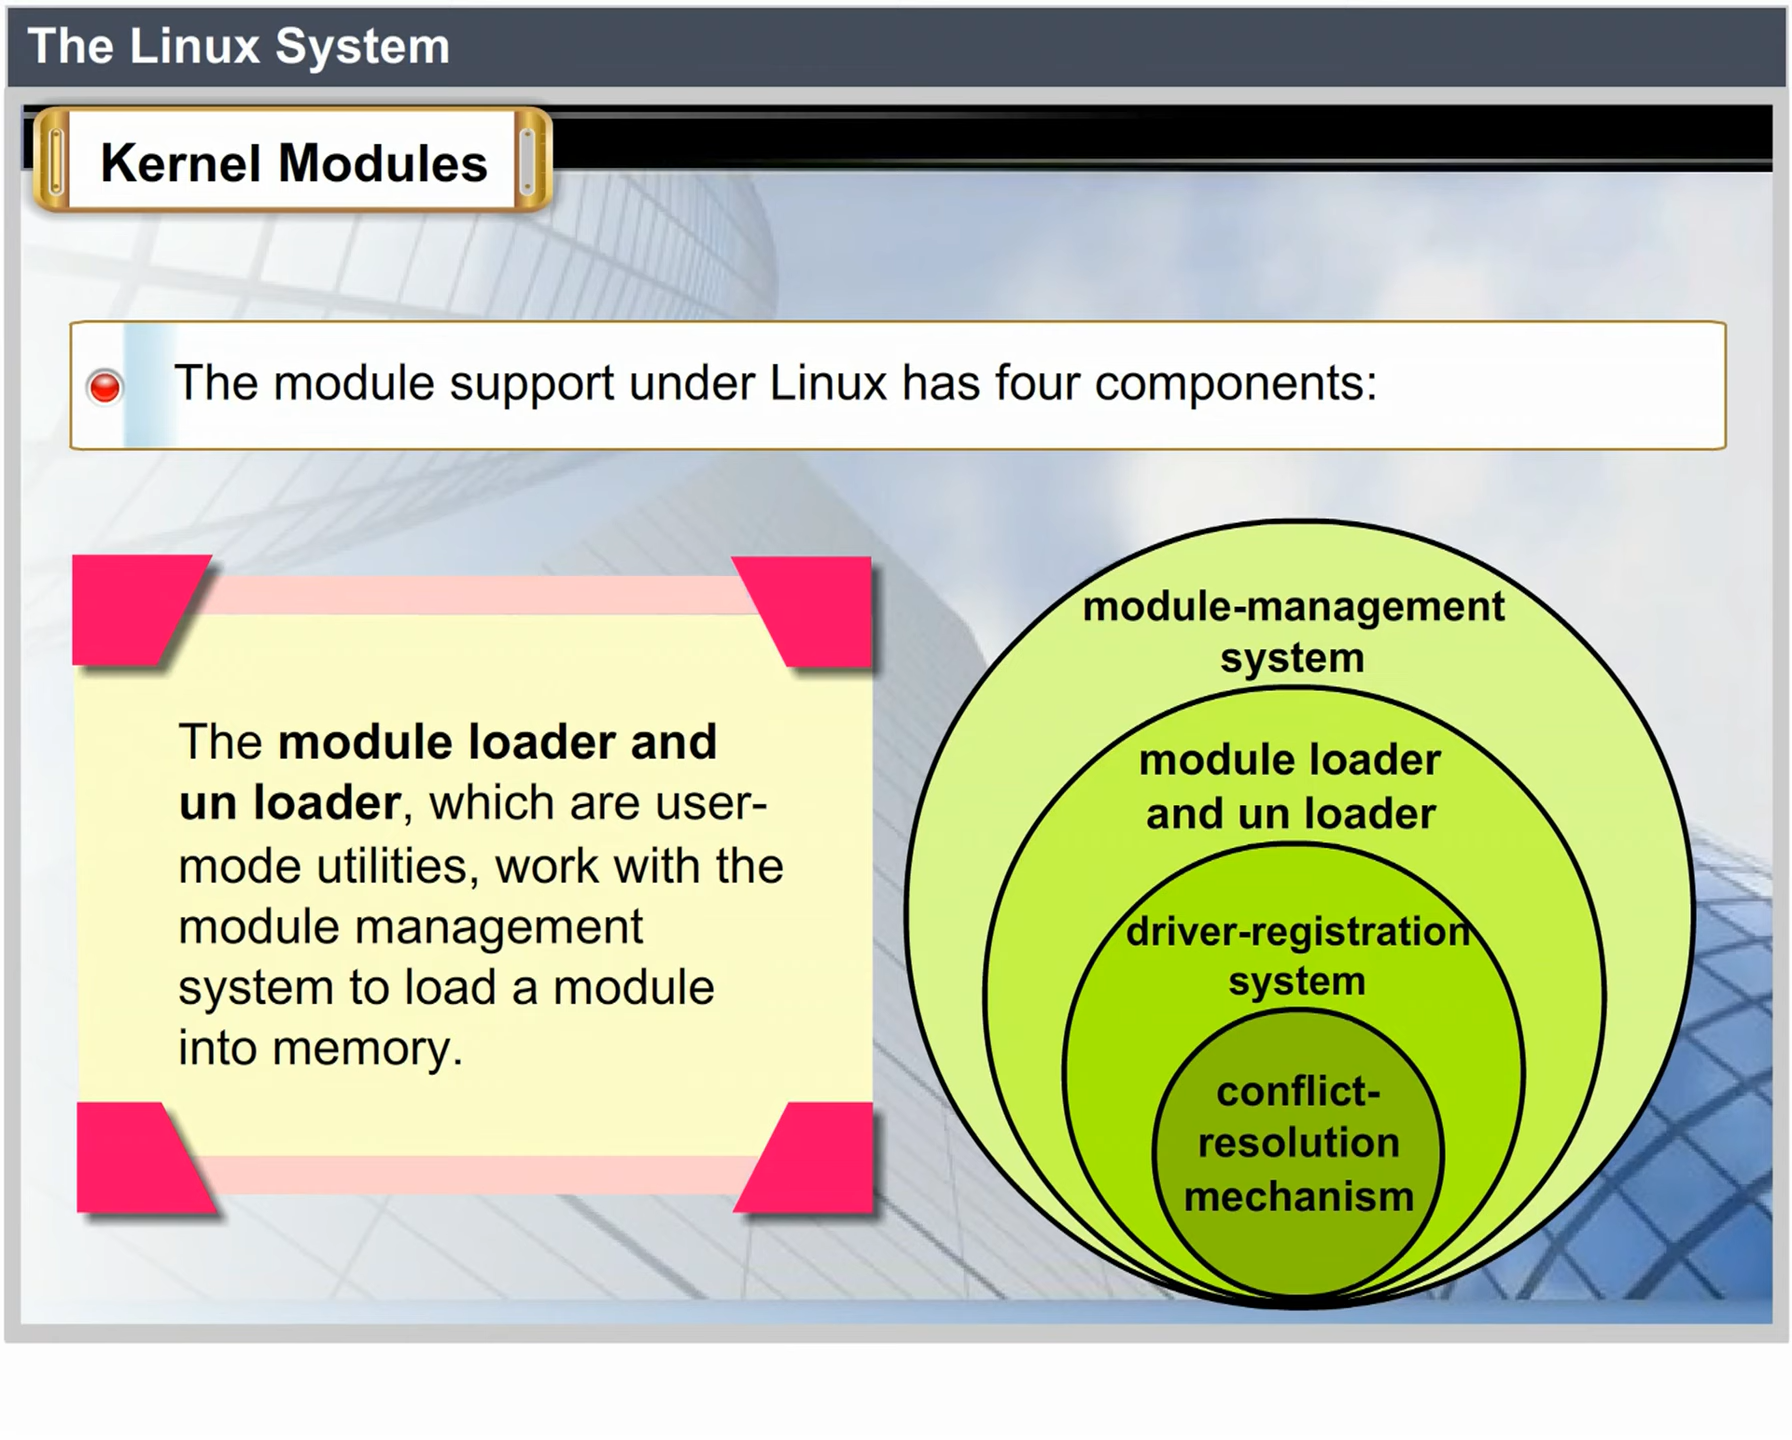 The Linux System
Kernel Modules
The module support under Linux has four components:
The module loader and
un loader, which are user-
mode utilities, work with the
module management
system to load a module
into memory.
module-management
system
module loader
and un loader
driver-registration
system
conflict-
resolution
mechanism